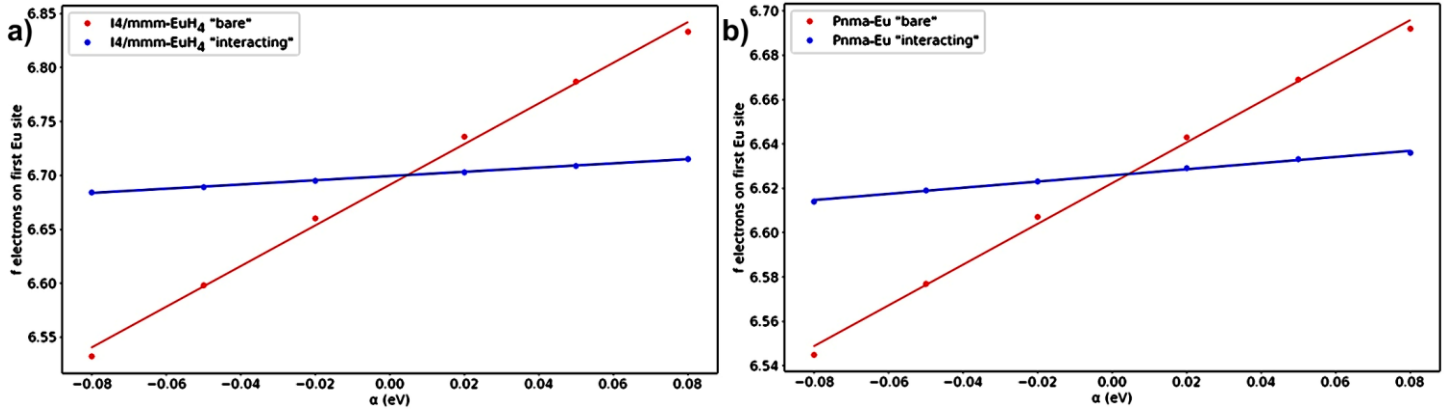 a)
I4/mmm-EuH4 "bare"
I4/mmm-EuH4 "interacting"
f electrons on first Eu site
6.85
6.80
6.75
6.70
6.65
6.60
6.55
−0.08 −0.06 −0.04 −0.02 0.00 0.02 0.04 0.06 0.08
α (eV)
b)
Pnma-Eu "bare"
Pnma-Eu "interacting"
f electrons on first Eu site
6.70
6.68
6.66
6.64
6.62
6.60
6.58
6.56
6.54
−0.08 −0.06 −0.04 −0.02 0.00 0.02 0.04 0.06 0.08
α (eV)